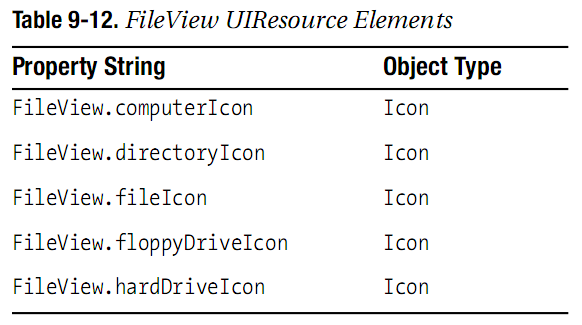 Table 9-12. FileView UIResource Elements
Property String Object Type
FileView.computerIcon Icon
FileView.directoryIcon Icon
FileView.fileIcon Icon
FileView.floppyDriveIcon Icon
FileView.hardDriveIcon Icon